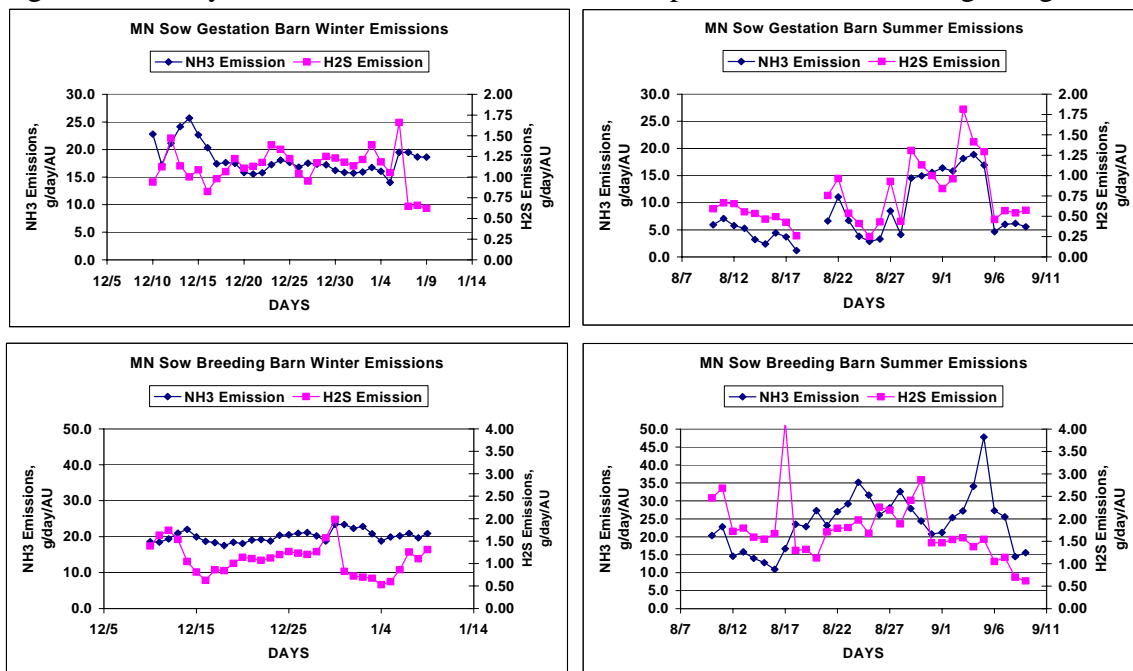 MN Sow Gestation Barn Winter Emissions
NH3 Emission H2S Emission
30.0
25.0
20.0
15.0
10.0
5.0
0.0
NH3 Emissions,
g/day/AU
2.00
1.75
1.50
1.25
1.00
0.75
0.50
0.25
0.00
H2S Emissions,
g/day/AU
12/5 12/10 12/15 12/20 12/25 12/30 1/4 1/9 1/14
DAYS
MN Sow Gestation Barn Summer Emissions
NH3 Emission H2S Emission
30.0
25.0
20.0
15.0
10.0
5.0
0.0
NH3 Emissions,
g/day/AU
2.00
1.75
1.50
1.25
1.00
0.75
0.50
0.25
0.00
H2S Emissions,
g/day/AU
8/7 8/12 8/17 8/22 8/27 9/1 9/6 9/11
DAYS
MN Sow Breeding Barn Winter Emissions
NH3 Emission H2S Emission
50.0
40.0
30.0
20.0
10.0
0.0
NH3 Emissions,
g/day/AU
4.00
3.50
3.00
2.50
2.00
1.50
1.00
0.50
0.00
H2S Emissions,
g/day/AU
12/5 12/15 12/25 1/4 1/14
DAYS
MN Sow Breeding Barn Summer Emissions
NH3 Emission H2S Emission
50.0
45.0
40.0
35.0
30.0
25.0
20.0
15.0
10.0
5.0
0.0
NH3 Emissions,
g/day/AU
4.00
3.50
3.00
2.50
2.00
1.50
1.00
0.50
0.00
H2S Emissions,
g/day/AU
8/7 8/12 8/17 8/22 8/27 9/1 9/6 9/11
DAYS